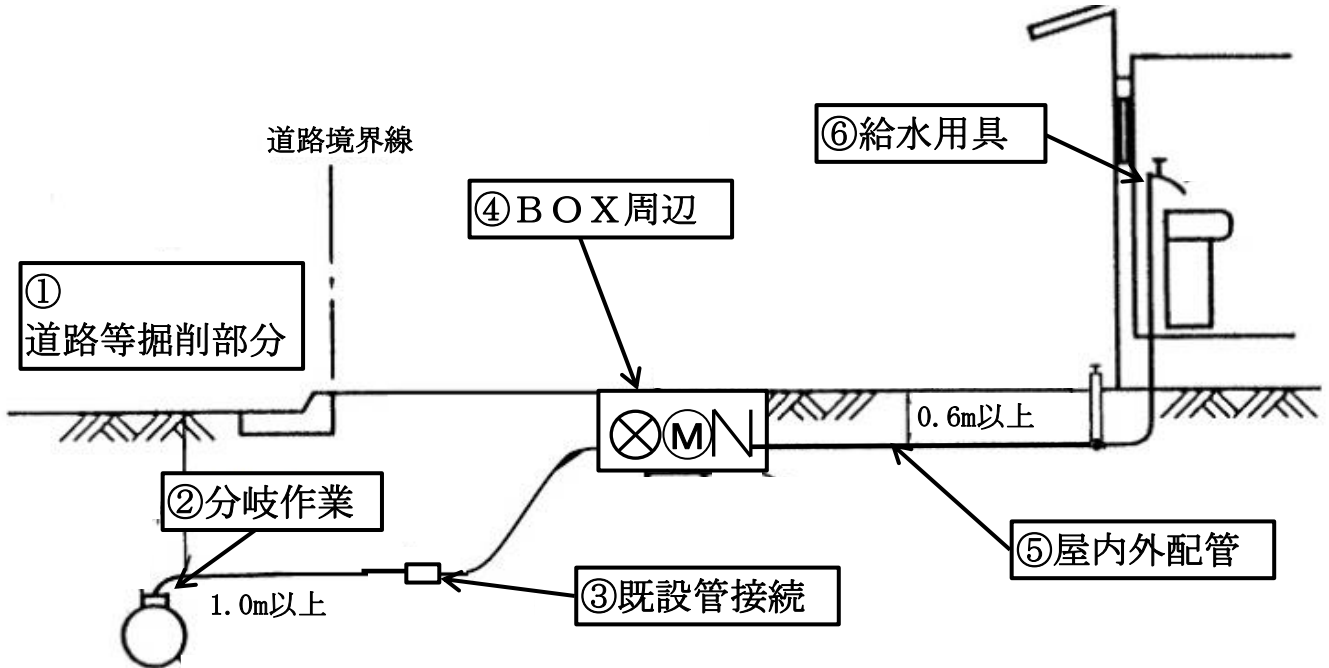 道路境界線
⑥給水用具
④BOX周辺
①
道路等掘削部分
M
0.6m以上
②分岐作業
⑤屋内外配管
③既設管接続
1.0m以上